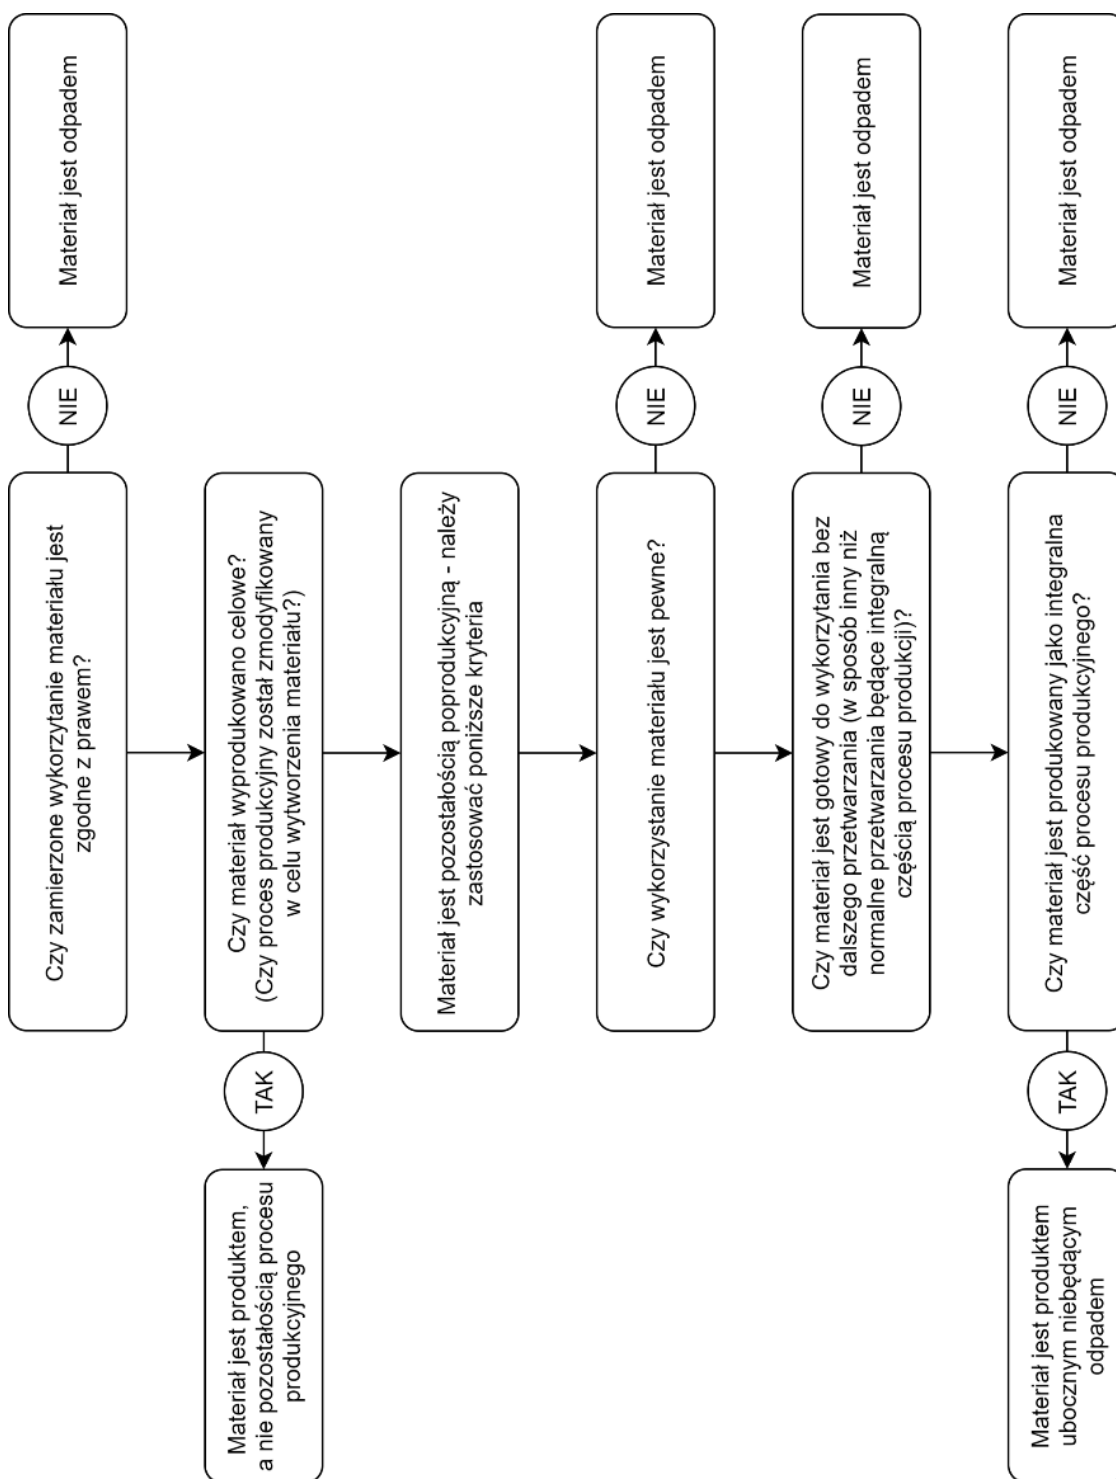 Czy zamierzone wykorzytanie materiału jest
zgodne z prawem?
NIE
Materiał jest odpadem
Czy materiał wyprodukowano celowe?
(Czy proces produkcyjny został zmodyfikowany
w celu wytworzenia materiału?)
TAK
Materiał jest produktem,
a nie pozostałością procesu
produkcyjnego
Materiał jest pozostałością poprodukcyjną - należy
zastosować poniższe kryteria
Czy wykorzystanie materiału jest pewne?
NIE
Materiał jest odpadem
Czy materiał jest gotowy do wykorzytania bez
dalszego przetwarzania (w sposób inny niż
normalne przetwarzania będące integralną
częścią procesu produkcji)?
NIE
Materiał jest odpadem
Czy materiał jest produkowany jako integralna
część procesu produkcyjnego?
NIE
Materiał jest odpadem
TAK
Materiał jest produktem
ubocznym niebędącym
odpadem